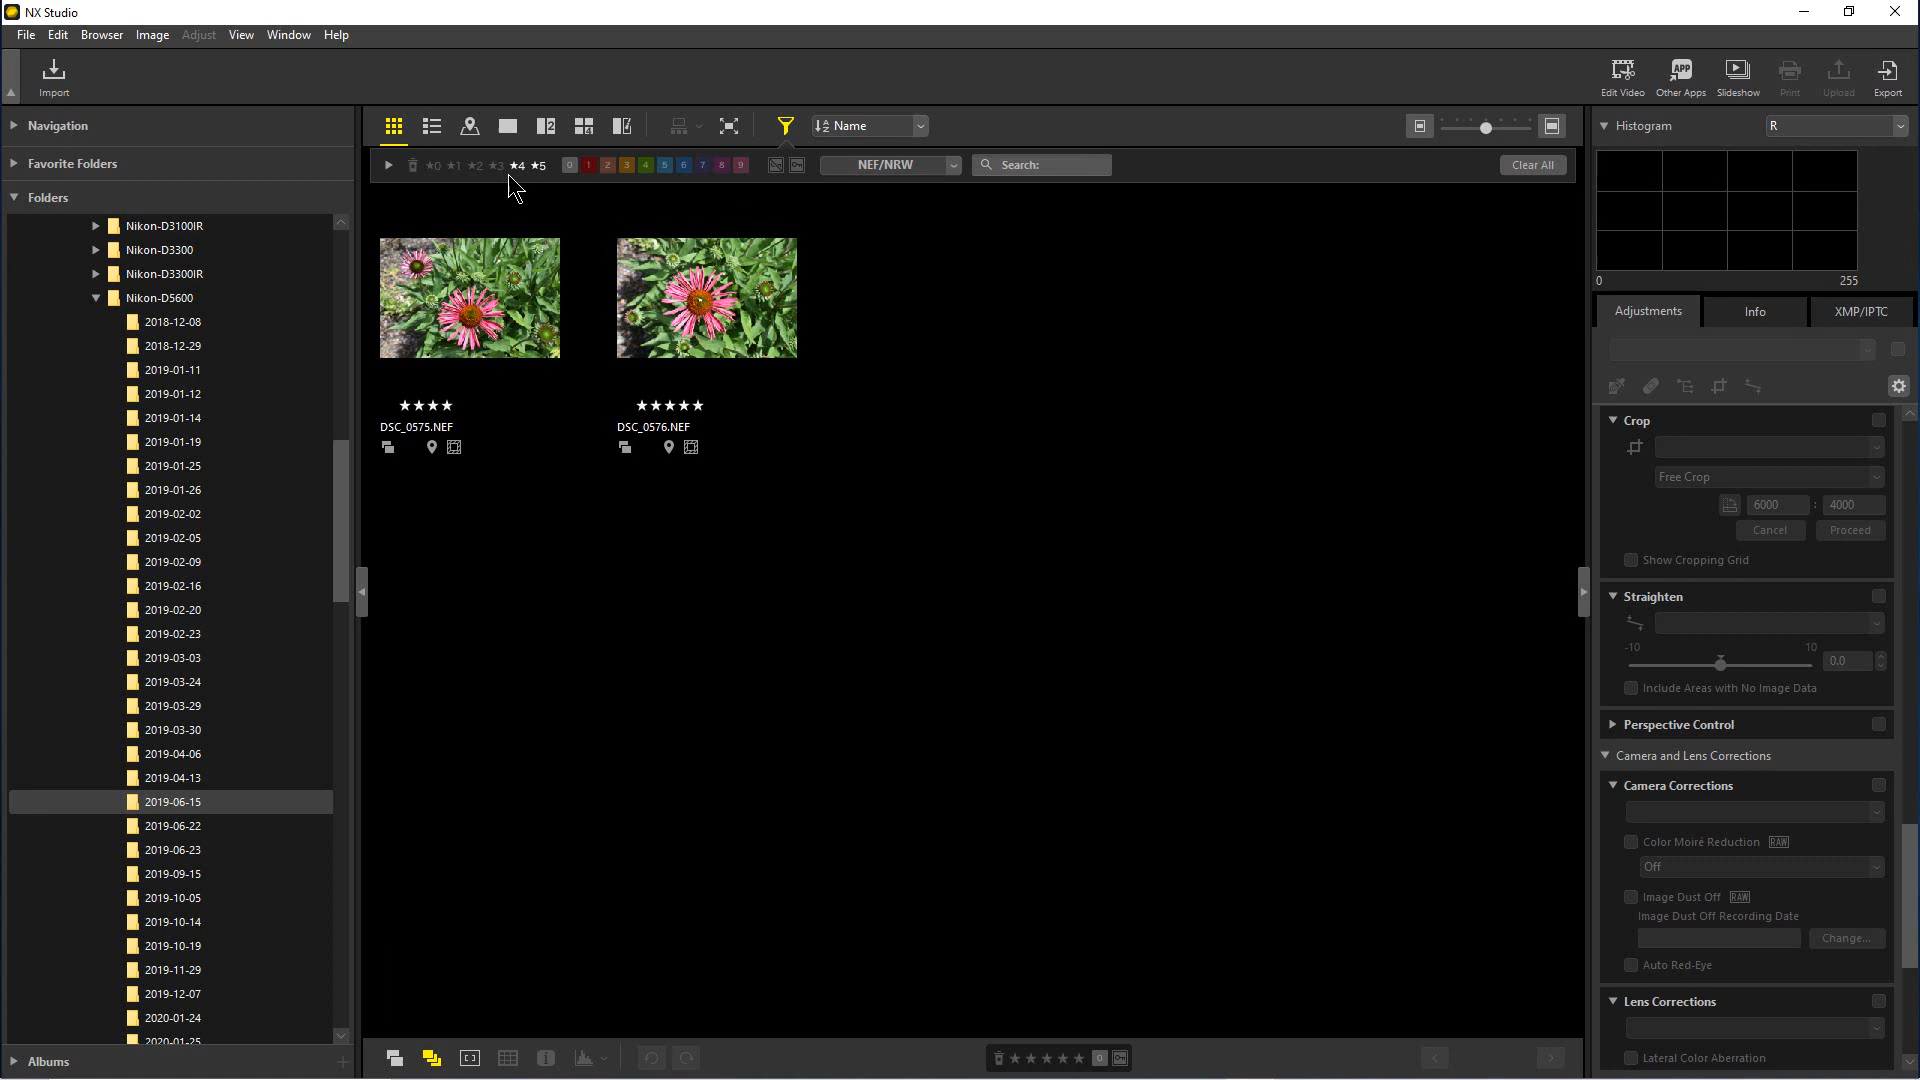 NX Studio
File Edit Browser Image Adjust View Window Help
Import
Edit Video Other Apps Slideshow Print Upload Export
Navigation
Favorite Folders
Folders
Nikon-D3100IR
Nikon-D3300
Nikon-D3300IR
Nikon-D5600
2018-12-08
2018-12-29
2019-01-11
2019-01-12
2019-01-14
2019-01-19
2019-01-25
2019-01-26
2019-02-02
2019-02-05
2019-02-09
2019-02-16
2019-02-20
2019-02-23
2019-03-03
2019-03-24
2019-03-29
2019-03-30
2019-04-06
2019-04-13
2019-06-15
2019-06-22
2019-06-23
2019-09-15
2019-10-05
2019-10-14
2019-10-19
2019-11-29
2019-12-07
2020-01-24
2020-01-25
Albums
Name
★0 ★1 ★2 ★3 ★4 ★5 0 1 2 3 4 5 6 7 8 9 NEF/NRW Search: Clear All
★★★★ ★★★★★
DSC_0575.NEF DSC_0576.NEF
★★★★★ 0
Histogram R
0 255
Adjustments Info XMP/IPTC
Crop
Free Crop
6000 : 4000
Cancel Proceed
Show Cropping Grid
Straighten
-10 10
0.0
Include Areas with No Image Data
Perspective Control
Camera and Lens Corrections
Camera Corrections
Color Moiré Reduction RAW
Off
Image Dust Off RAW
Image Dust Off Recording Date
Change...
Auto Red-Eye
Lens Corrections
Lateral Color Aberration